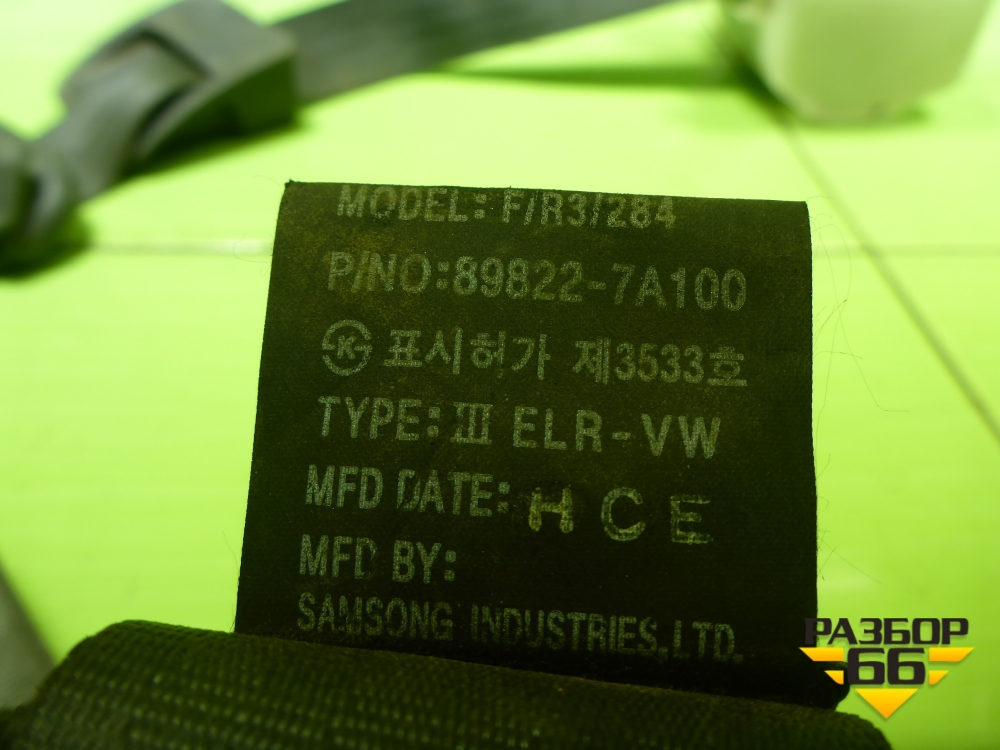 MODEL: F/R3/284
P/NO:89822-7A100
K 표시허가 제3533호
TYPE:Ⅲ ELR-VW
MFD DATE: H C E
MFD BY:
SAMSONG INDUSTRIES,LTD.
РАЗБОР
66